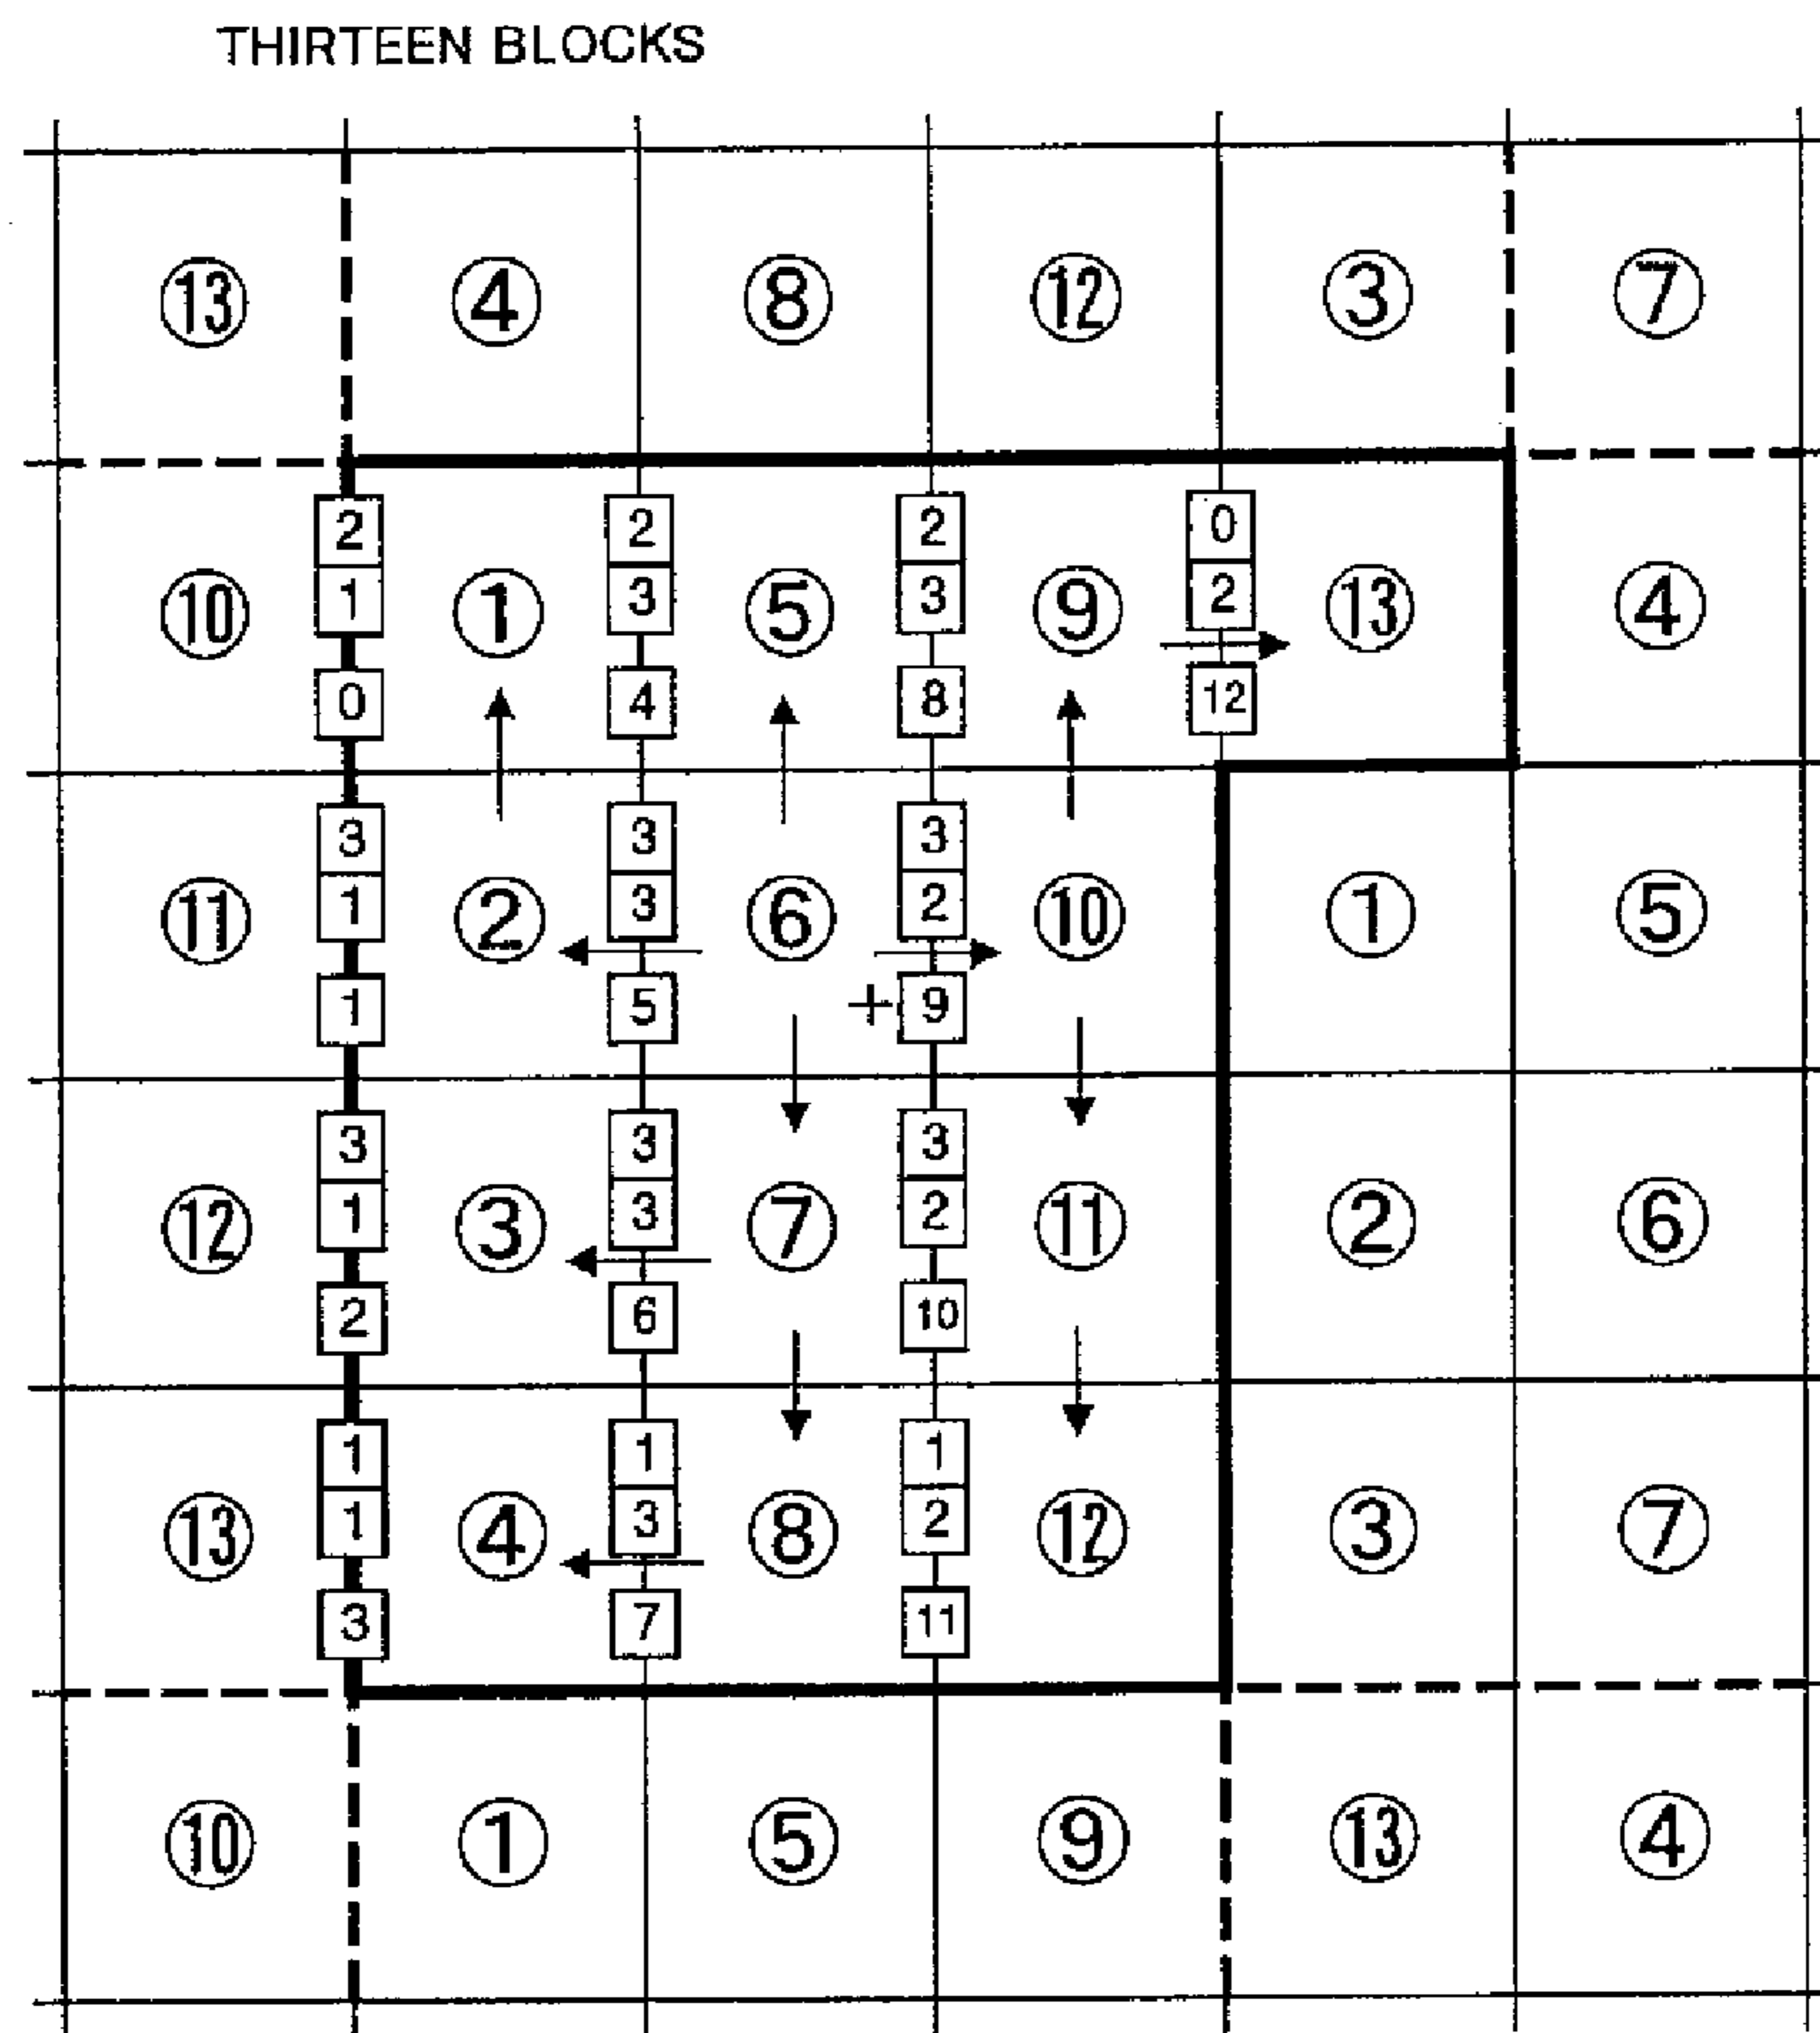 THIRTEEN BLOCKS
⑬ ④ ⑧ ⑫ ③ ⑦
2 2 2 0
⑩ 1 ① 3 ⑤ 3 ⑨ 2 ⑬ ④
0 4 8 12
3 3 3
⑪ 1 ② 3 ⑥ 2 ⑩ ① ⑤
1 5 + 9
3 3 3
⑫ 1 ③ 3 ⑦ 2 ⑪ ② ⑥
2 6 10
1 1 1
⑬ 1 ④ 3 ⑧ 2 ⑫ ③ ⑦
3 7 11
⑩ ① ⑤ ⑨ ⑬ ④